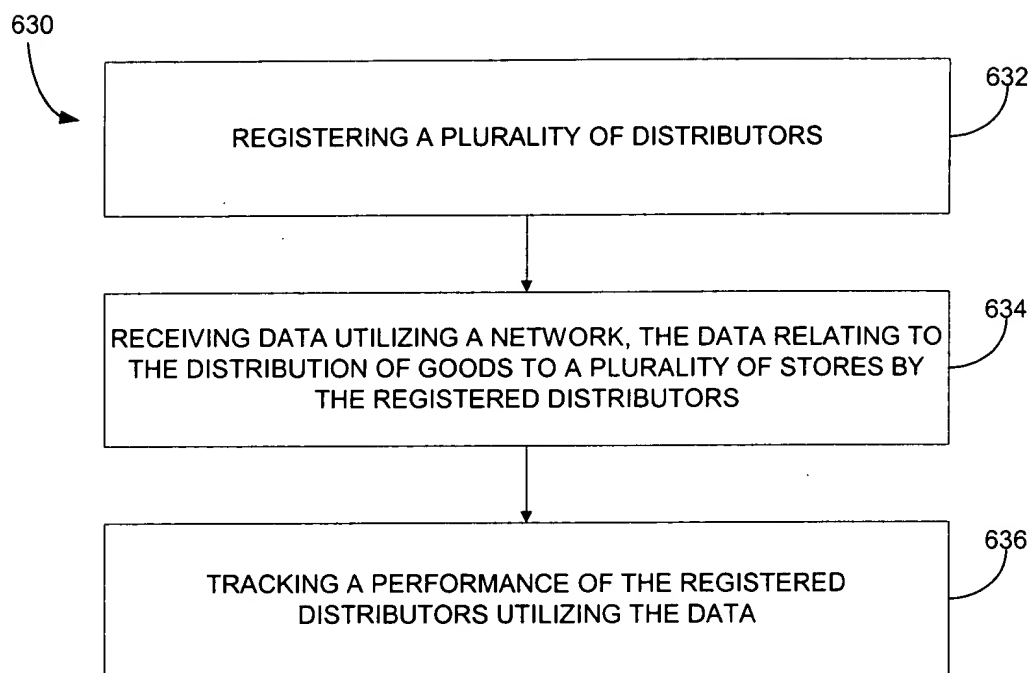 630
632
REGISTERING A PLURALITY OF DISTRIBUTORS
634
RECEIVING DATA UTILIZING A NETWORK, THE DATA RELATING TO
THE DISTRIBUTION OF GOODS TO A PLURALITY OF STORES BY
THE REGISTERED DISTRIBUTORS
636
TRACKING A PERFORMANCE OF THE REGISTERED
DISTRIBUTORS UTILIZING THE DATA